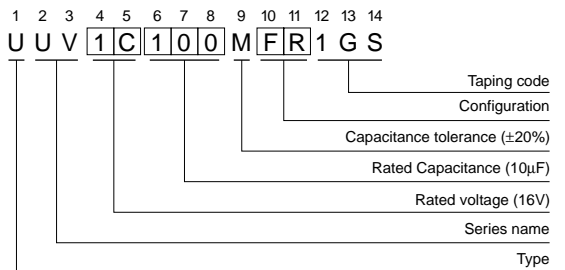 1 2 3 4 5 6 7 8 9 10 11 12 13 14
U U V 1 C 1 0 0 M F R 1 G S
Taping code
Configuration
Capacitance tolerance (±20%)
Rated Capacitance (10µF)
Rated voltage (16V)
Series name
Type